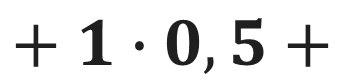 + 1 · 0, 5 +